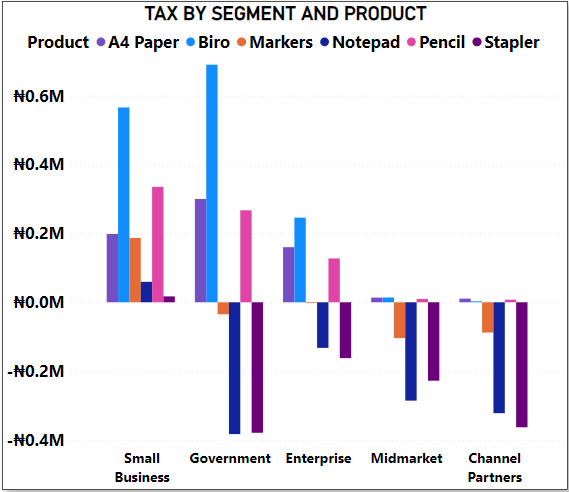 TAX BY SEGMENT AND PRODUCT
Product A4 Paper Biro Markers Notepad Pencil Stapler
₦0.6M
₦0.4M
₦0.2M
₦0.0M
-₦0.2M
-₦0.4M
Small Business
Government
Enterprise
Midmarket
Channel Partners